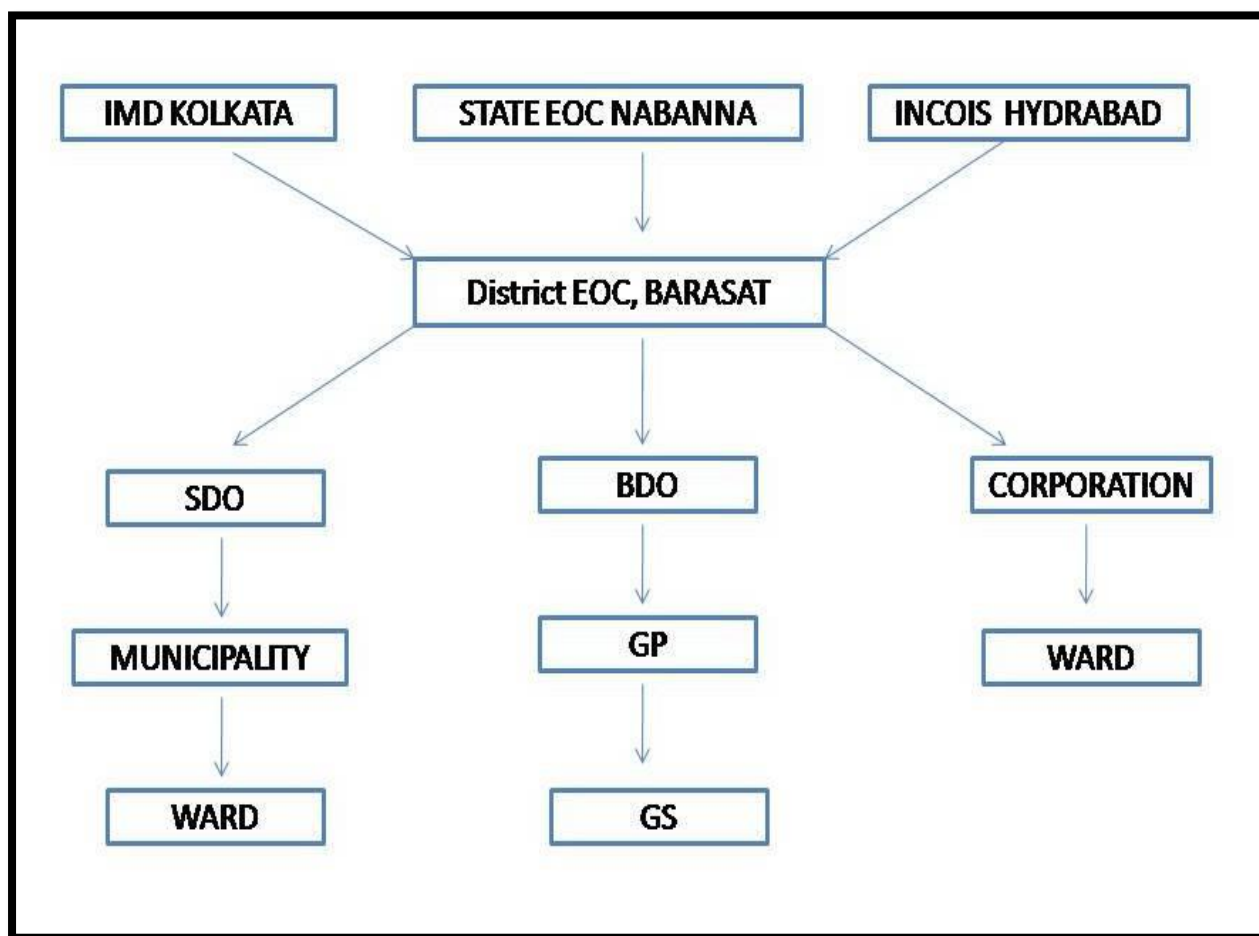 IMD KOLKATA
STATE EOC NABANNA
INCOIS HYDRABAD
District EOC, BARASAT
SDO
BDO
CORPORATION
MUNICIPALITY
GP
WARD
WARD
GS